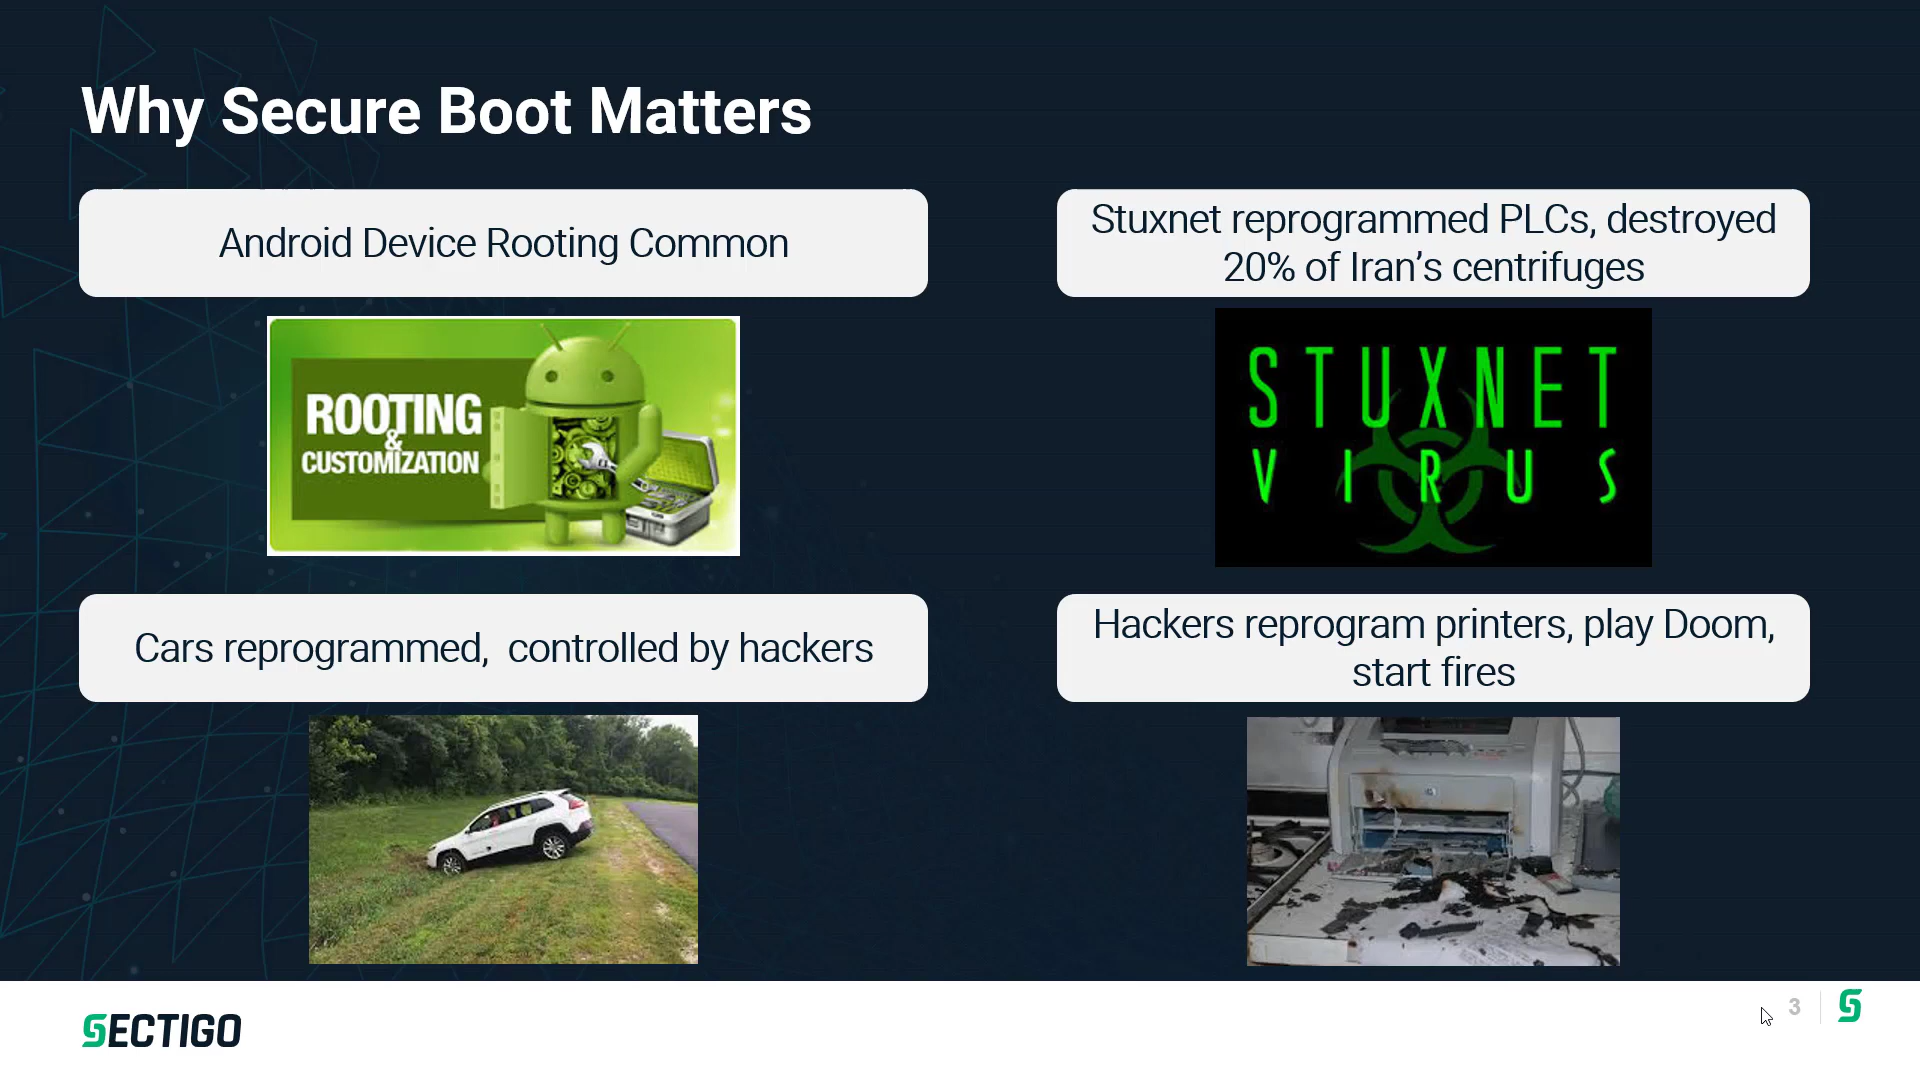 Why Secure Boot Matters
Android Device Rooting Common
ROOTING
&
CUSTOMIZATION
Stuxnet reprogrammed PLCs, destroyed
20% of Iran’s centrifuges
STUXNET
VIRUS
Cars reprogrammed,  controlled by hackers
Hackers reprogram printers, play Doom,
start fires
hp
SECTIGO
3
S